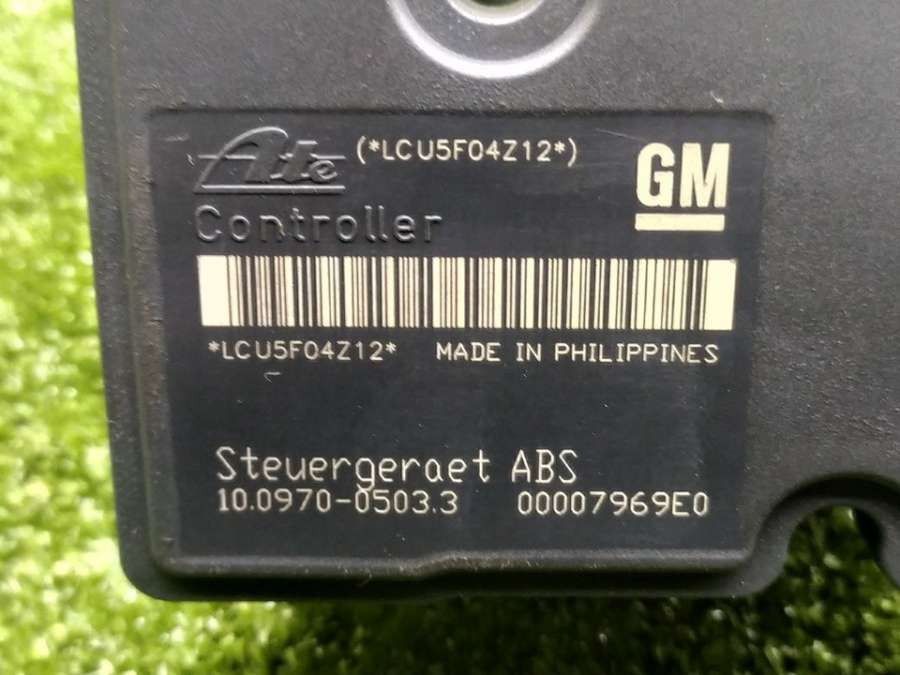 Ate (*LCU5F04Z12*)
GM
Controller
*LCU5F04Z12* MADE IN PHILIPPINES
Steuergeraet ABS
10.0970-0503.3 00007969E0